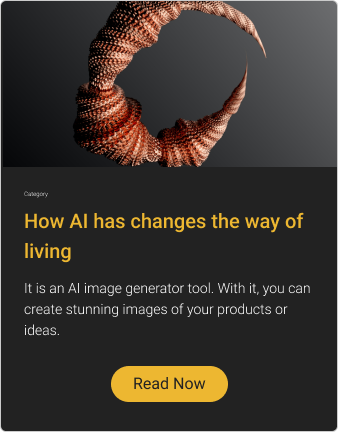 Category
How AI has changes the way of
living
It is an AI image generator tool. With it, you can
create stunning images of your products or
ideas.
Read Now